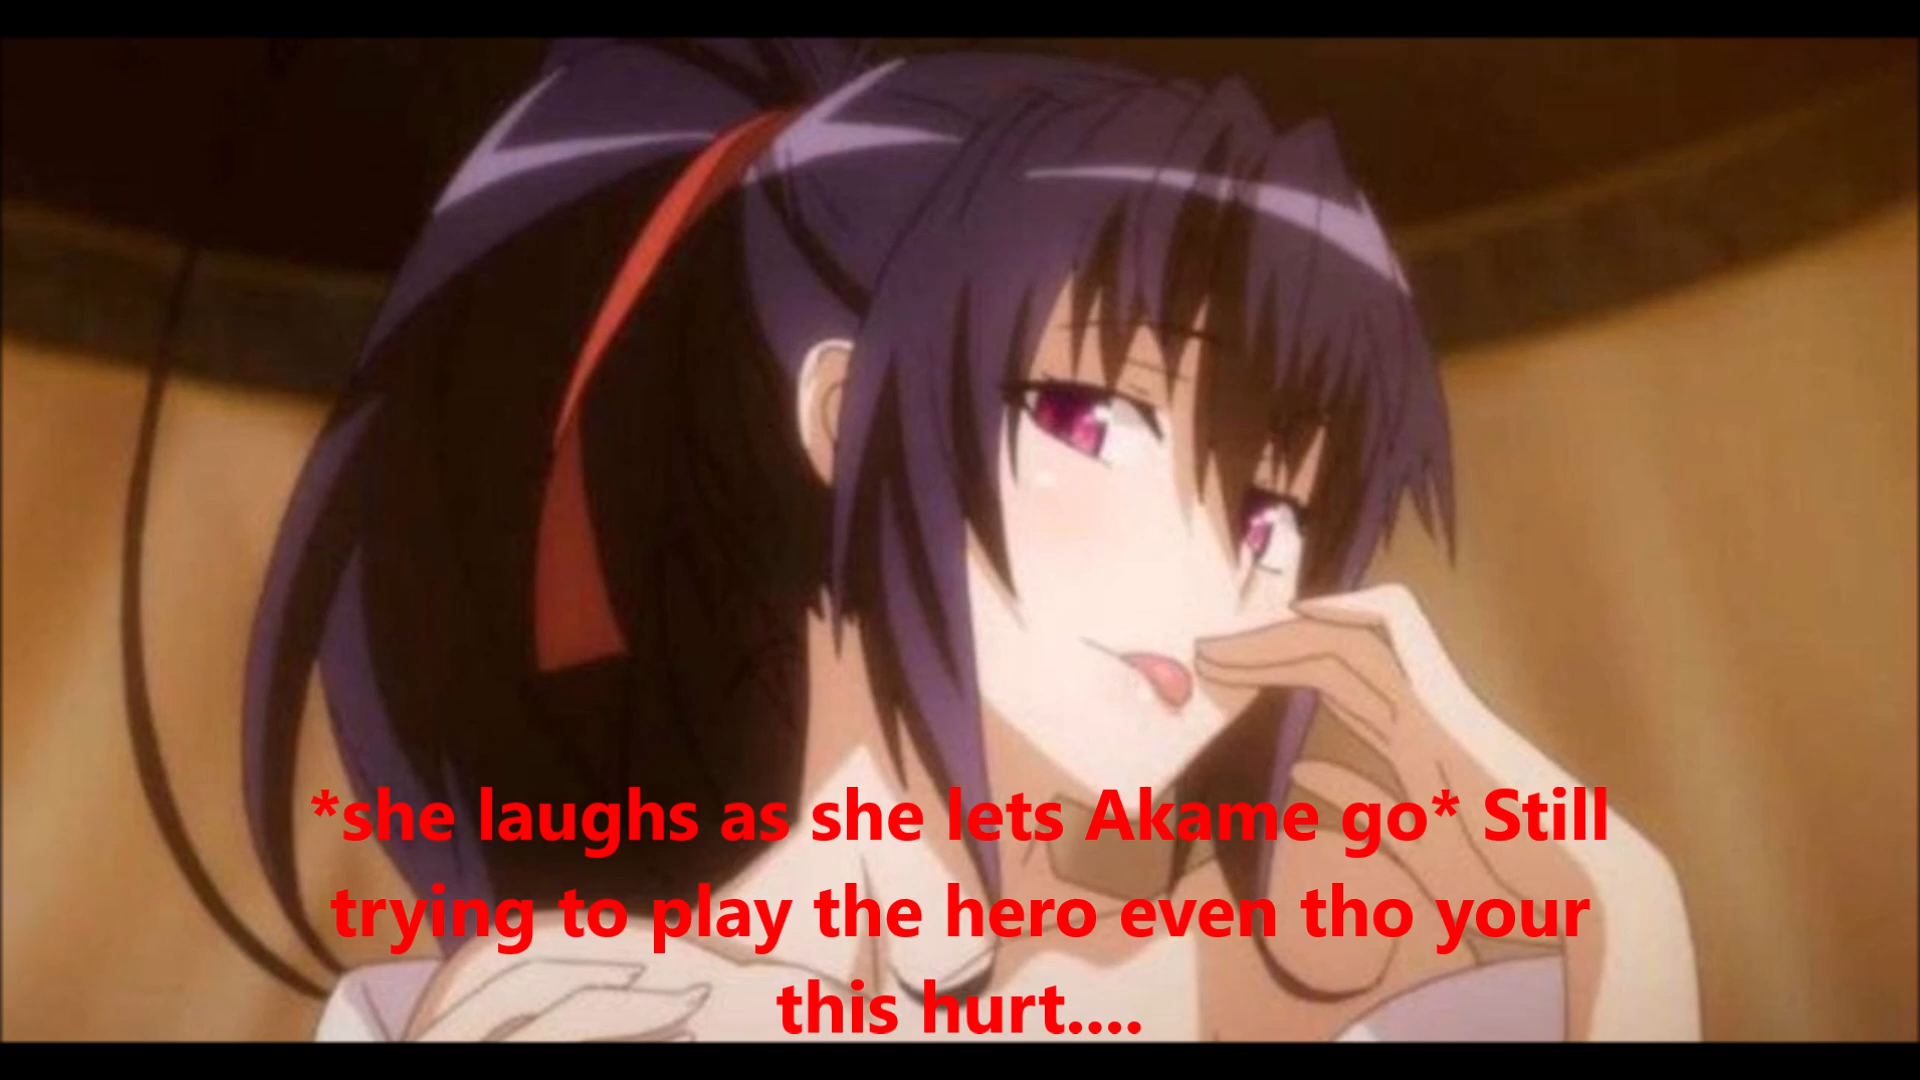 *she laughs as she lets Akame go* Still
trying to play the hero even tho your
this hurt....